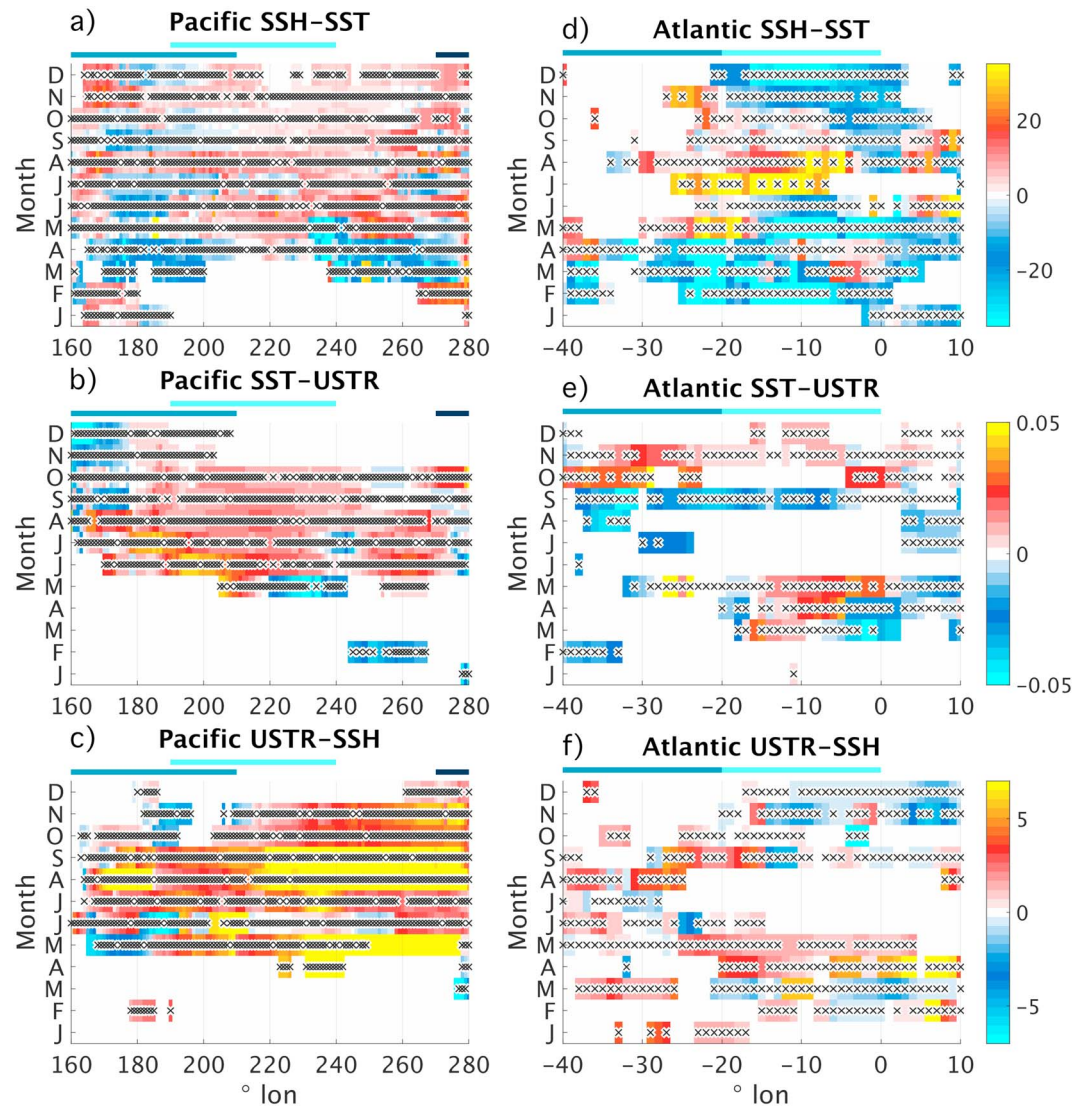 a) Pacific SSH-SST
D
N
O
S
A
J
J
M
A
M
F
J
Month
160 180 200 220 240 260 280
d) Atlantic SSH-SST
D
N
O
S
A
J
J
M
A
M
F
J
Month
-40 -30 -20 -10 0 10
20
0
-20
b) Pacific SST-USTR
D
N
O
S
A
J
J
M
A
M
F
J
Month
160 180 200 220 240 260 280
e) Atlantic SST-USTR
D
N
O
S
A
J
J
M
A
M
F
J
Month
-40 -30 -20 -10 0 10
0.05
0
-0.05
c) Pacific USTR-SSH
D
N
O
S
A
J
J
M
A
M
F
J
Month
160 180 200 220 240 260 280
° lon
f) Atlantic USTR-SSH
D
N
O
S
A
J
J
M
A
M
F
J
Month
-40 -30 -20 -10 0 10
° lon
5
0
-5